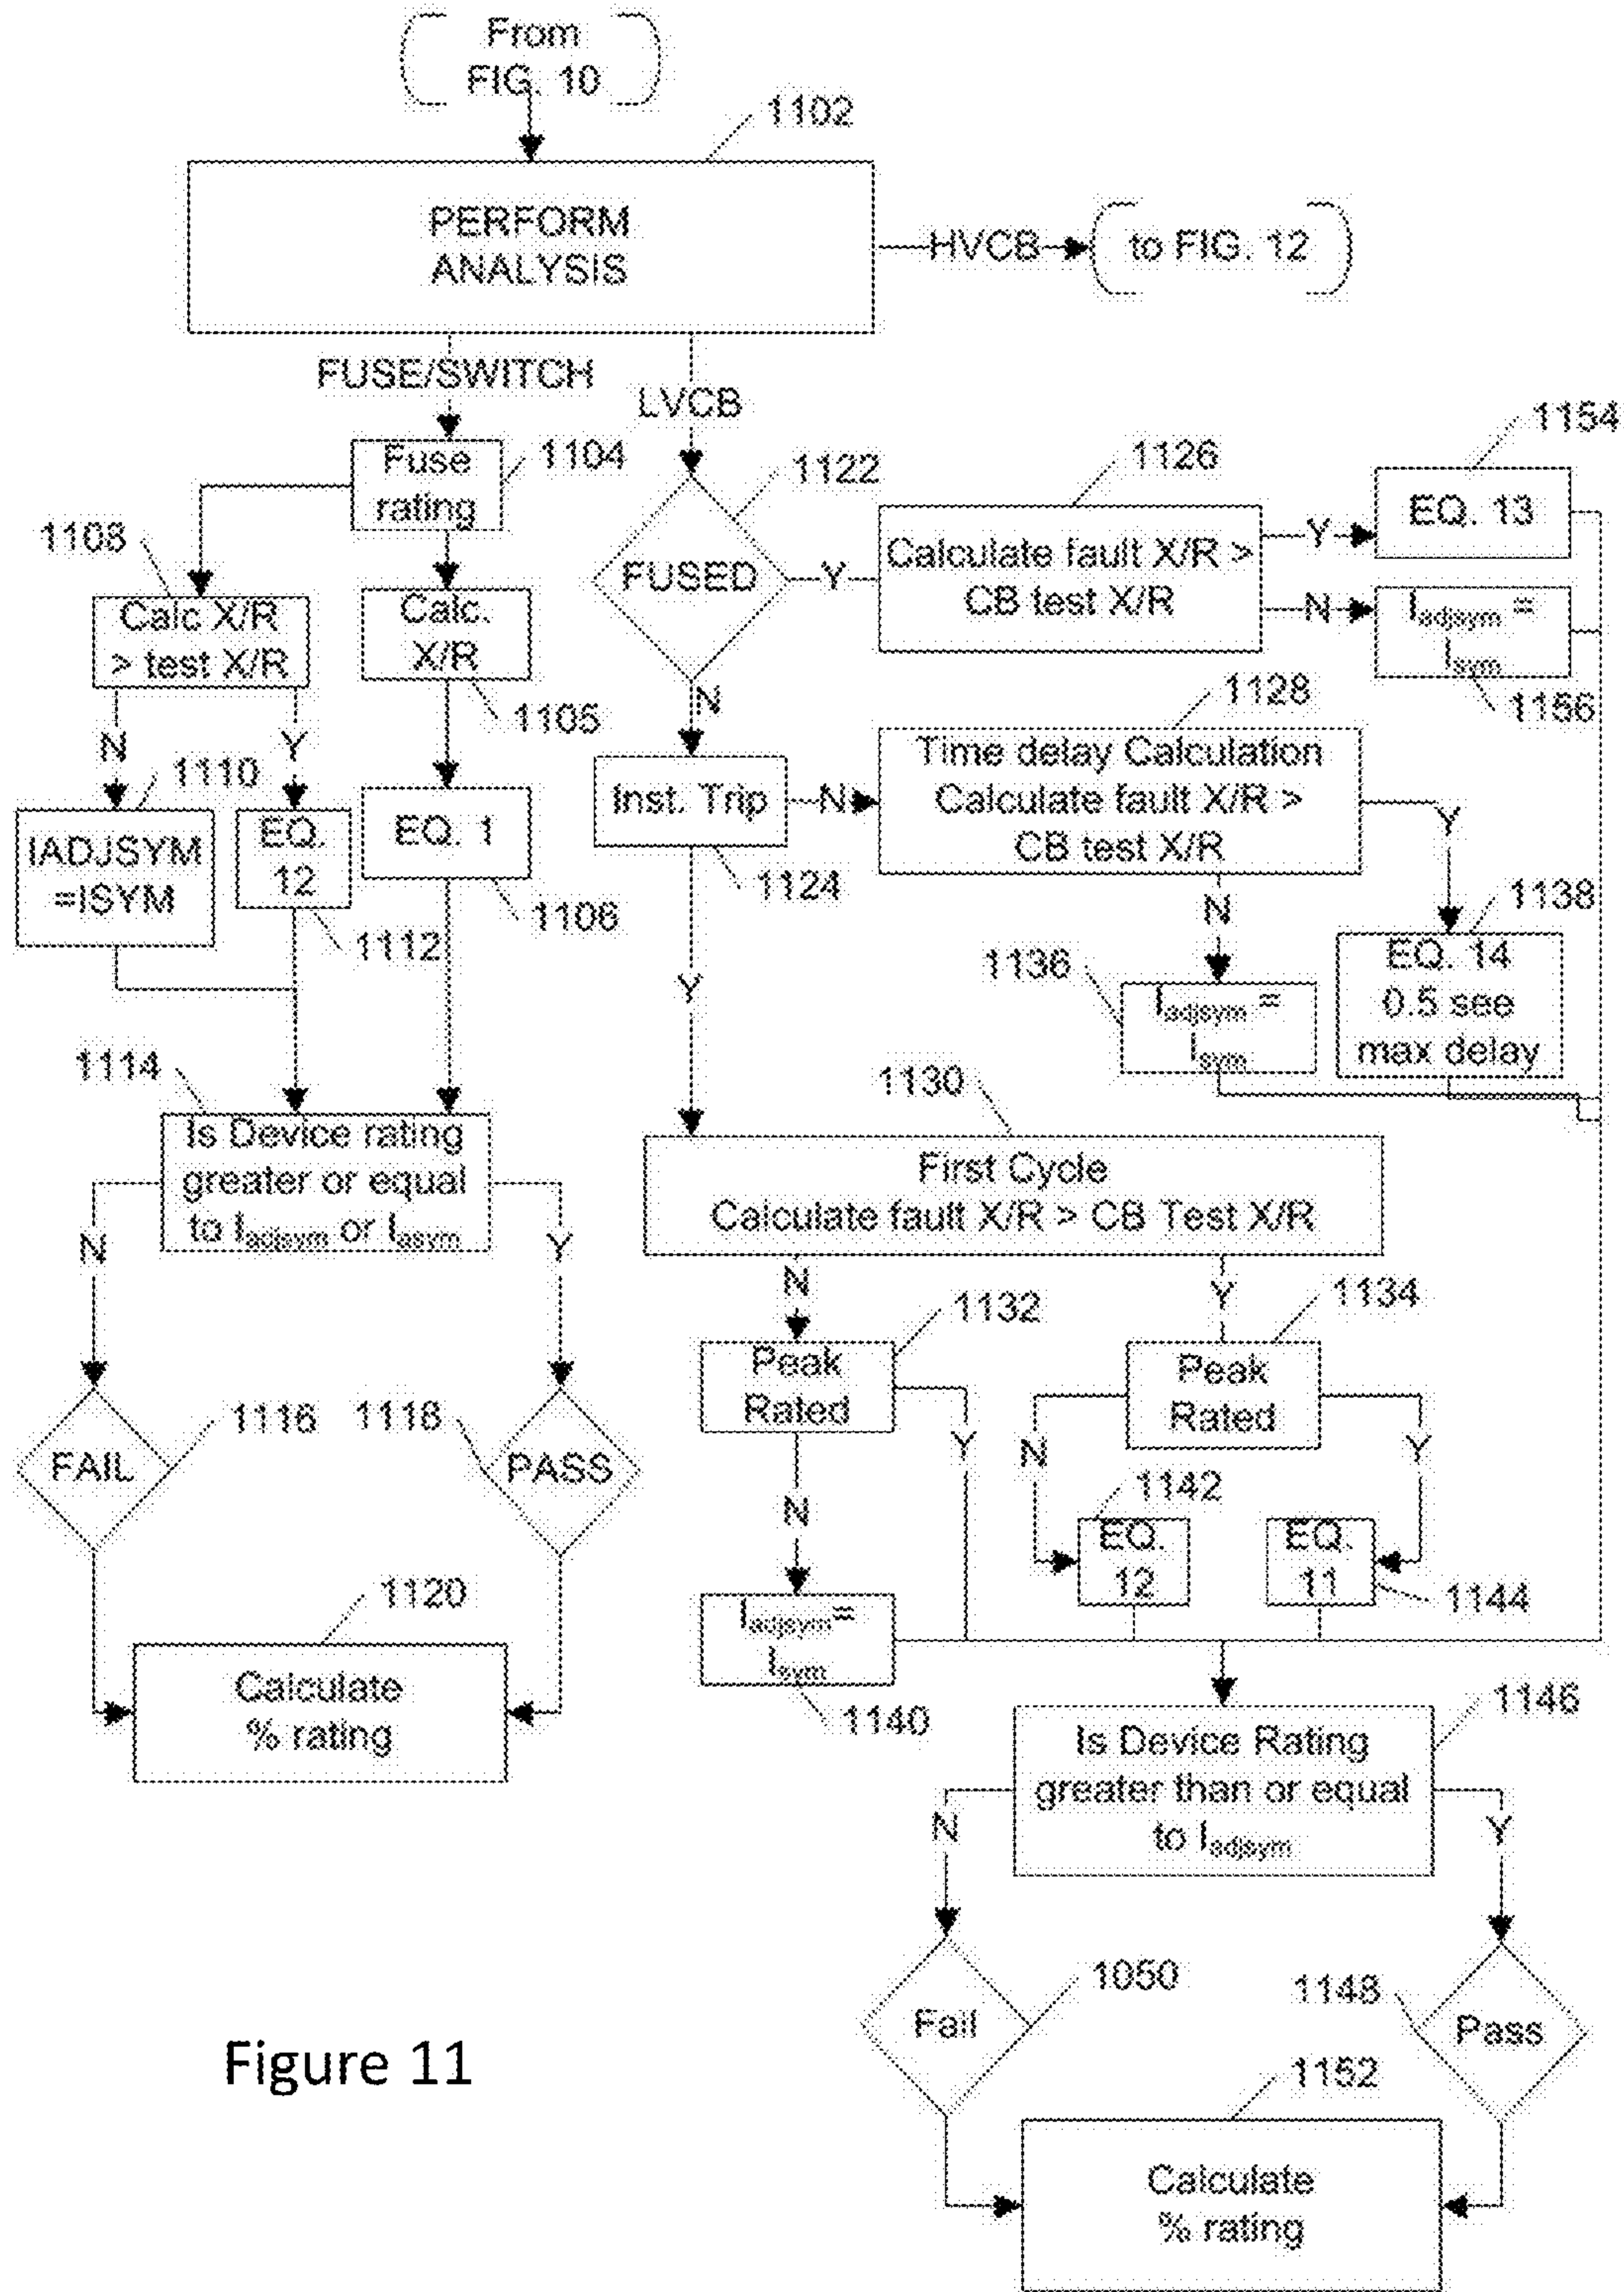 From
FIG. 10
1102
PERFORM
ANALYSIS
HVCB
to FIG. 12
FUSE/SWITCH
LVCB
Fuse
rating
1104
1108
Calc X/R
> test X/R
Calc.
X/R
1105
N
Y
1110
IADJSYM
=ISYM
EQ.
12
1112
EQ. 1
1106
1114
Is Device rating
greater or equal
to Iadjsym or Iasym
N
Y
FAIL
1116
1118
PASS
1120
Calculate
% rating
1122
FUSED
Y
N
1126
Calculate fault X/R >
CB test X/R
Y
N
1154
EQ. 13
Iadjsym =
Isym
1156
Inst. Trip
1124
N
Y
1128
Time delay Calculation
Calculate fault X/R >
CB test X/R
N
Y
1136
Iadjsym =
Isym
1138
EQ. 14
0.5 see
max delay
1130
First Cycle
Calculate fault X/R > CB Test X/R
N
Y
1132
Peak
Rated
1134
Peak
Rated
N
Y
N
Y
1142
EQ.
12
EQ.
11
1144
Iadjsym=
Isym
1140
1146
Is Device Rating
greater than or equal
to Iadjsym
N
Y
Fail
1050
1148
Pass
1152
Calculate
% rating
Figure 11